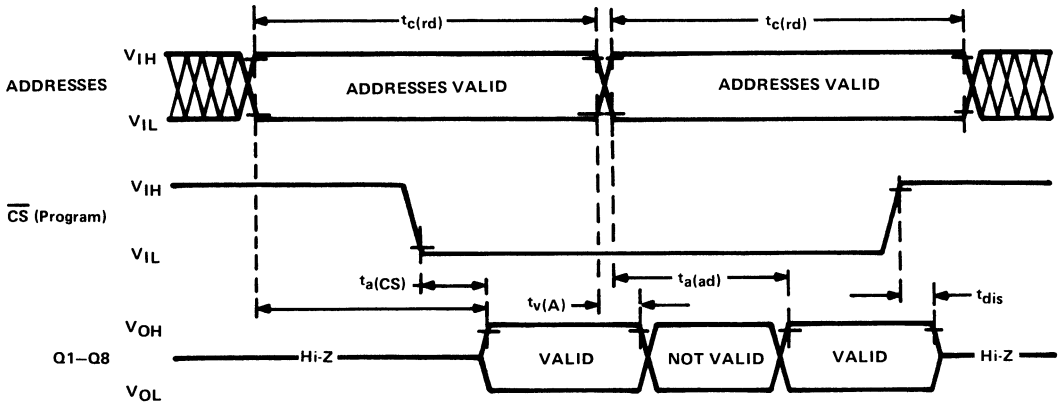 tc(rd) tc(rd)
VIH
ADDRESSES ADDRESSES VALID ADDRESSES VALID
VIL
VIH
CS (Program)
VIL
ta(CS) tv(A) ta(ad) tdis
VOH
Q1–Q8 Hi-Z VALID NOT VALID VALID Hi-Z
VOL